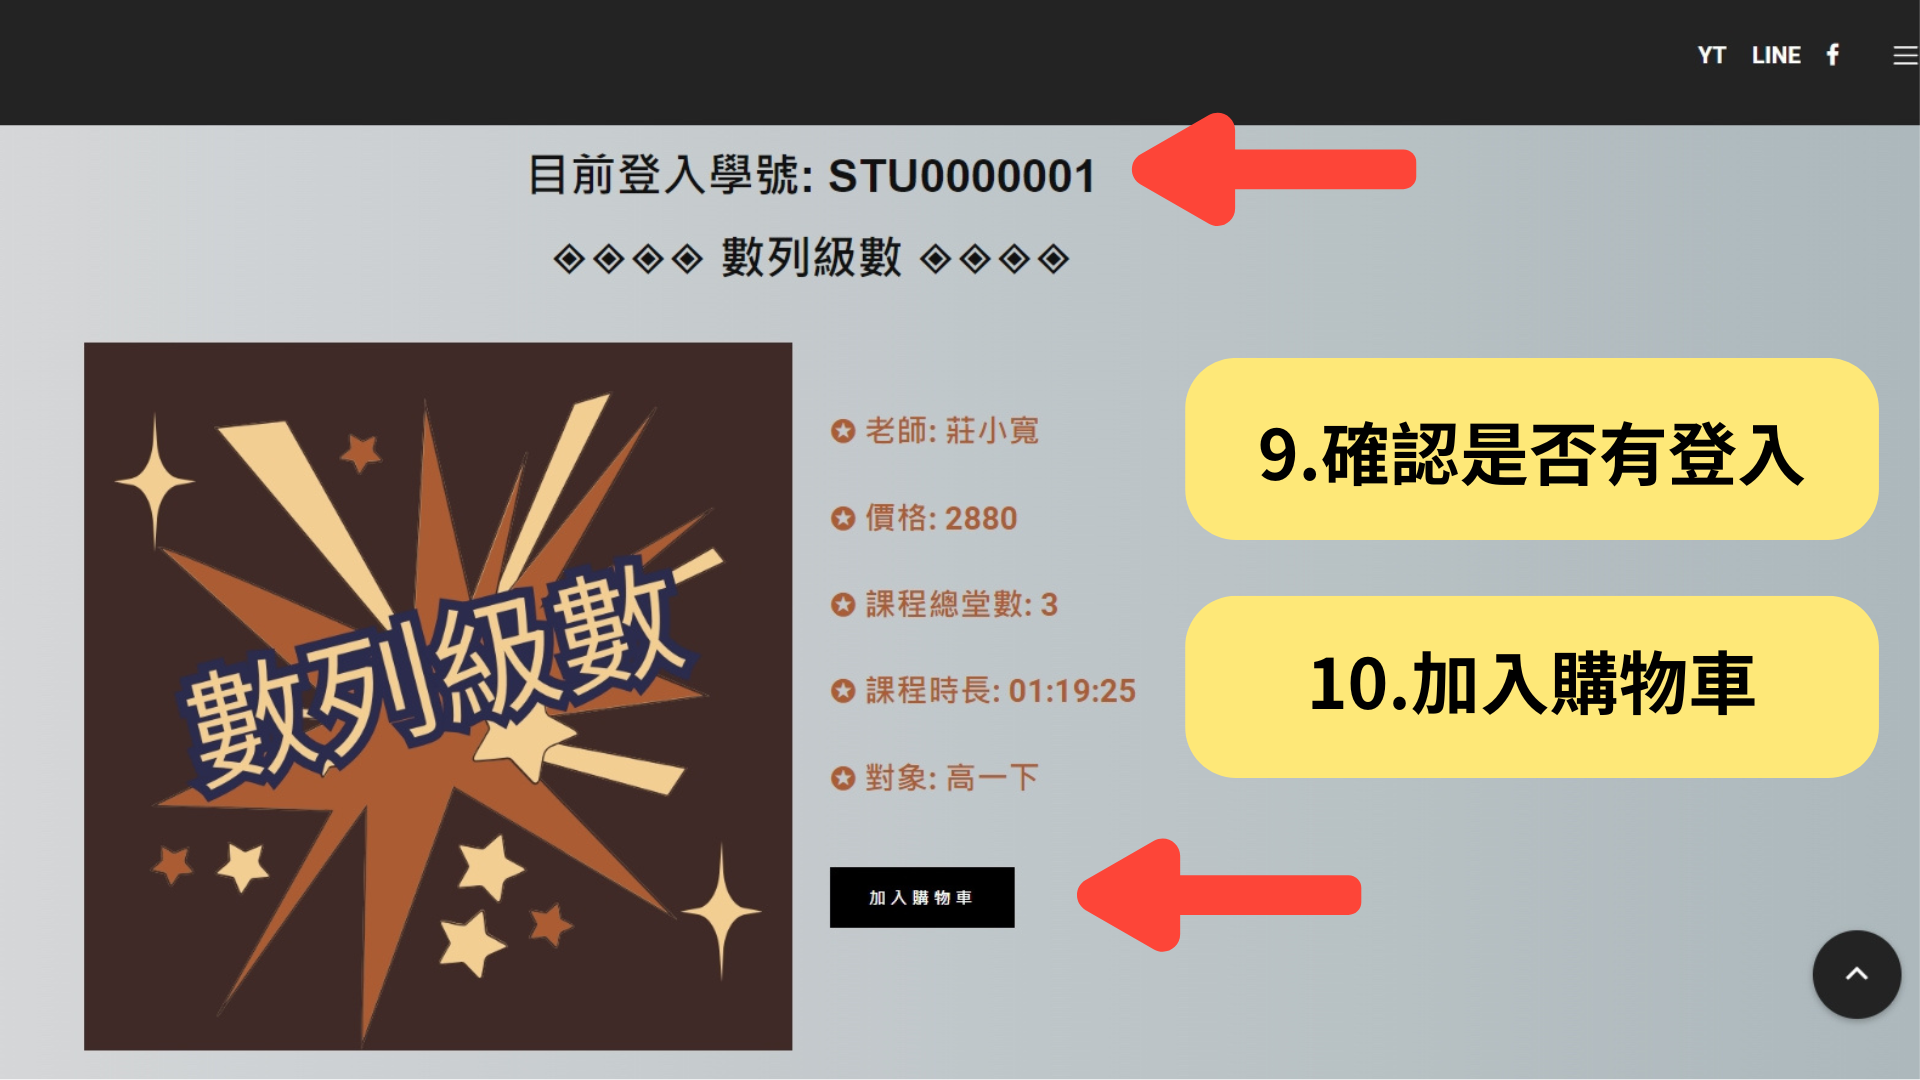 YT LINE f
目前登入學號: STU0000001
◈◈◈◈ 數列級數 ◈◈◈◈
數列級數
老師: 莊小寬
價格: 2880
課程總堂數: 3
課程時長: 01:19:25
對象: 高一下
加入購物車
9.確認是否有登入
10.加入購物車